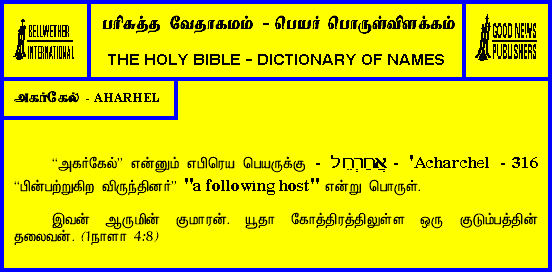 BELLWETHER
INTERNATIONAL
பரிசுத்த வேதாகமம் - பெயர் பொருள்விளக்கம்
THE HOLY BIBLE - DICTIONARY OF NAMES
GOOD NEWS
PUBLISHERS
அகர்கேல் - AHARHEL
“அகர்கேல்” என்னும் எபிரெய பெயருக்கு - אֲחַרְחֵל - 'Acharchel - 316
“பின்பற்றுகிற விருந்தினர்” "a following host" என்று பொருள்.
இவன் ஆருமின் குமாரன். யூதா கோத்திரத்திலுள்ள ஒரு குடும்பத்தின்
தலைவன். (1நாளா 4:8)